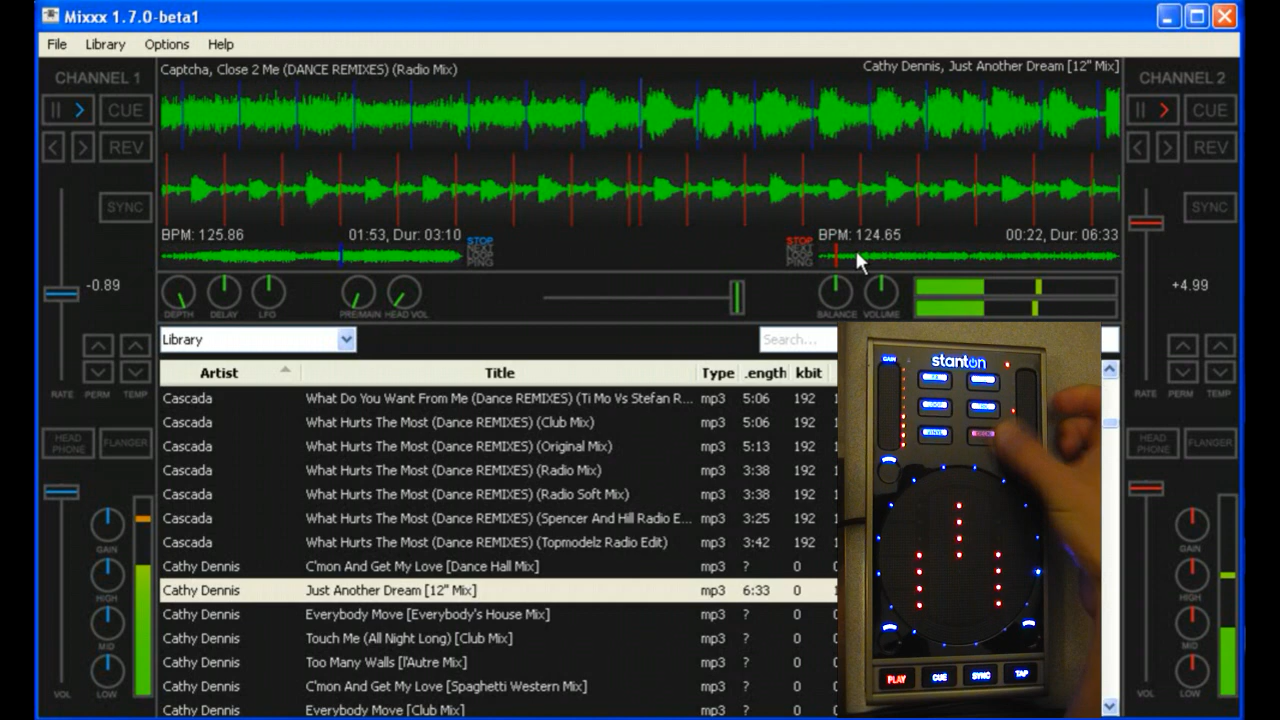 Mixxx 1.7.0-beta1
File Library Options Help
CHANNEL 1
Captcha, Close 2 Me (DANCE REMIXES) (Radio Mix)
Cathy Dennis, Just Another Dream [12" Mix]
CHANNEL 2
CUE
CUE
REV
REV
SYNC
SYNC
BPM: 125.86
01:53, Dur: 03:10
STOP
NEXT
LOOP
PING
STOP
NEXT
LOOP
PING
BPM: 124.65
00:22, Dur: 06:33
-0.89
+4.99
DEPTH DELAY LFO PRE/MAIN HEAD VOL BALANCE VOLUME
Library
Search...
Artist Title Type .ength kbit
RATE PERM TEMP
RATE PERM TEMP
Cascada What Do You Want From Me (Dance REMIXES) (Ti Mo Vs Stefan R... mp3 5:06 192
Cascada What Hurts The Most (Dance REMIXES) (Club Mix) mp3 5:06 192
Cascada What Hurts The Most (Dance REMIXES) (Original Mix) mp3 5:13 192
Cascada What Hurts The Most (Dance REMIXES) (Radio Mix) mp3 3:38 192
Cascada What Hurts The Most (Dance REMIXES) (Radio Soft Mix) mp3 3:38 192
Cascada What Hurts The Most (Dance REMIXES) (Spencer And Hill Radio E... mp3 3:25 192
Cascada What Hurts The Most (Dance REMIXES) (Topmodelz Radio Edit) mp3 3:42 192
Cathy Dennis C'mon And Get My Love [Dance Hall Mix] mp3 ? 0
Cathy Dennis Just Another Dream [12" Mix] mp3 6:33 0
Cathy Dennis Everybody Move [Everybody's House Mix] mp3 ? 0
Cathy Dennis Touch Me (All Night Long) [Club Mix] mp3 ? 0
Cathy Dennis Too Many Walls [l'Autre Mix] mp3 ? 0
Cathy Dennis C'mon And Get My Love [Spaghetti Western Mix] mp3 ? 0
Cathy Dennis Everybody Move [Club Mix] mp3 ? 0
HEAD PHONE FLANGER
HEAD PHONE FLANGER
GAIN
HIGH
MID
VOL LOW
GAIN
HIGH
MID
VOL LOW
GAIN
stanton
VINYL
PLAY CUE SYNC TAP